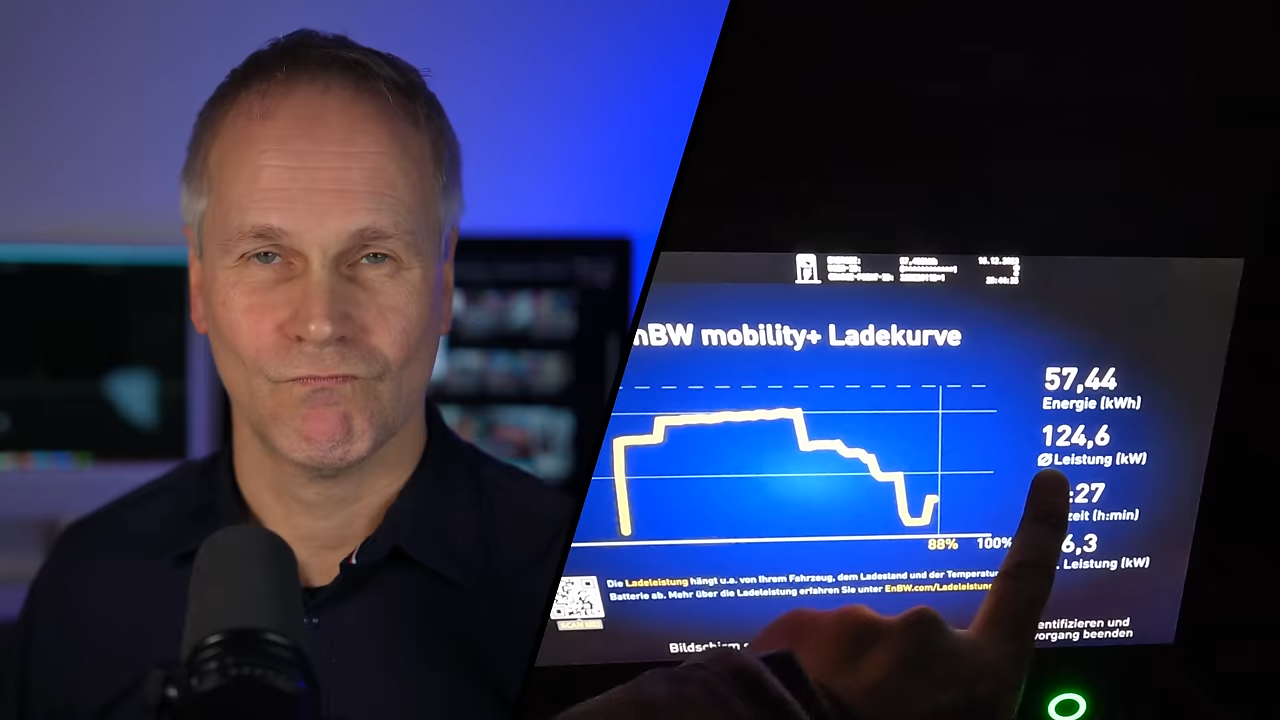 mobility+ Ladekurve
57,44
Energie (kWh)
124,6
Ø Leistung (kW)
:27
(h:min)
6,3
Leistung (kW)
88% 100%
Die Ladeleistung hängt u.a. von Ihrem Fahrzeug, dem Ladestand und der Temperatur
Batterie ab. Mehr über die Ladeleistung erfahren Sie unter EnBW.com/Ladeleistung
SCAN ME!
Bildschirm
entifizieren und
vorgang beenden